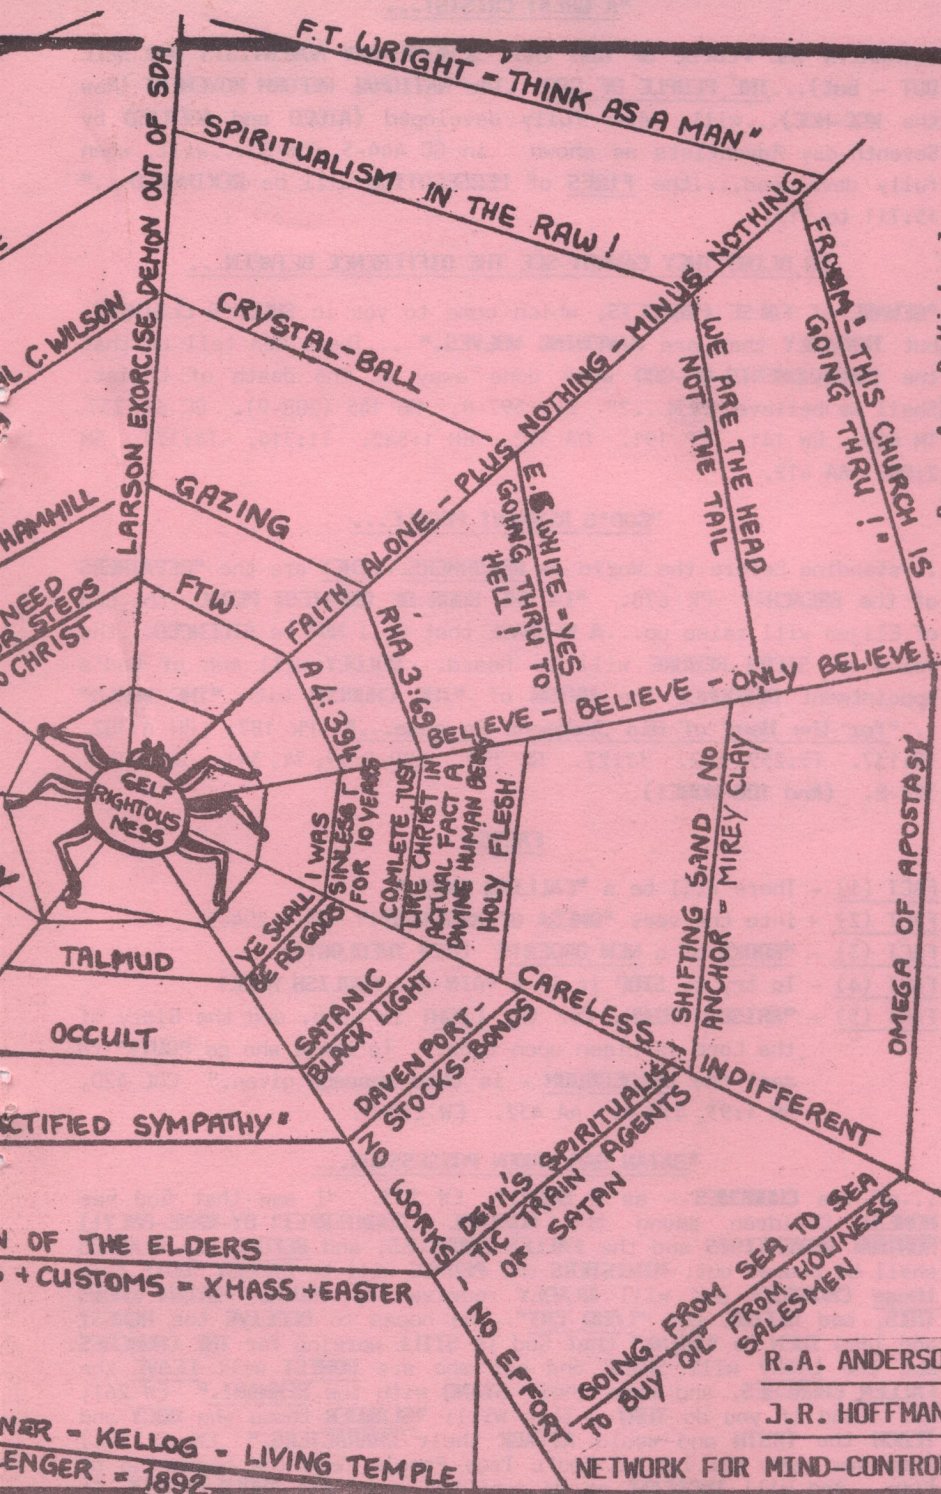 F.T. WRIGHT = "THINK AS A MAN"
SPIRITUALISM IN THE RAW!
CRYSTAL-BALL
GAZING
FTW
LARSON EXORCISE DEMON OUT OF SDA
IL C. WILSON
HAMMILL
NEED
R STEPS
O CHRIST
FAITH ALONE - PLUS NOTHING - MINUS NOTHING
FROM - "THIS CHURCH IS
GOING THRU!"
WE ARE THE HEAD
NOT THE TAIL
E.G. WHITE = YES
GOING THRU TO
"HELL"
A.A.: 394
RHA 3:69
BELIEVE - BELIEVE - ONLY BELIEVE!
SELF
RIGHTOUS
NESS
I WAS
SINLESS
FOR 10 YEARS
COMLETE JUST
LIKE CHRIST IN
ACTUAL FACT A
DIVINE HUMAN BEING
HOLY FLESH
SHIFTING SAND NO
ANCHOR = MIREY CLAY
OMEGA OF APOSTASY
YE SHALL
BE AS GODS
SATANIC
BLACK LIGHT
DAVENPORT-
STOCKS-BONDS
CARELESS - INDIFFERENT
DEVIL'S SPIRITUALIS
TIC TRAIN AGENTS
OF SATAN
GOING FROM SEA TO SEA
TO BUY "OIL" FROM HOLINESS
SALESMEN
NO WORKS - NO EFFORT
TALMUD
OCCULT
CTIFIED SYMPATHY"
N OF THE ELDERS
S + CUSTOMS = XMASS + EASTER
NER - KELLOG - LIVING TEMPLE
ENGER = 1892
R.A. ANDERSO
J.R. HOFFMAN
NETWORK FOR MIND-CONTRO